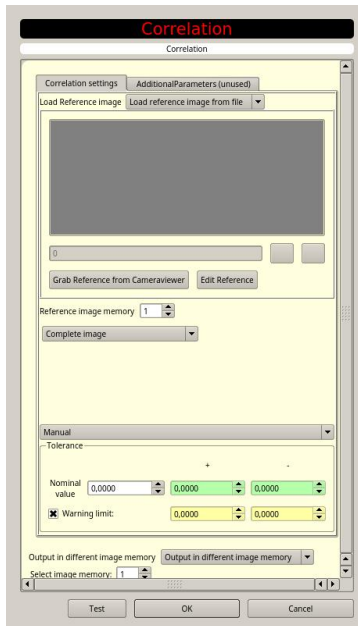 Correlation
Correlation
Correlation settings AdditionalParameters (unused)
Load Reference image Load reference image from file
0
Grab Reference from Cameraviewer Edit Reference
Reference image memory 1
Complete image
Manual
Tolerance
+ -
Nominal value 0,0000 0,0000 0,0000
Warning limit: 0,0000 0,0000
Output in different image memory Output in different image memory
Select image memory: 1
Test OK Cancel